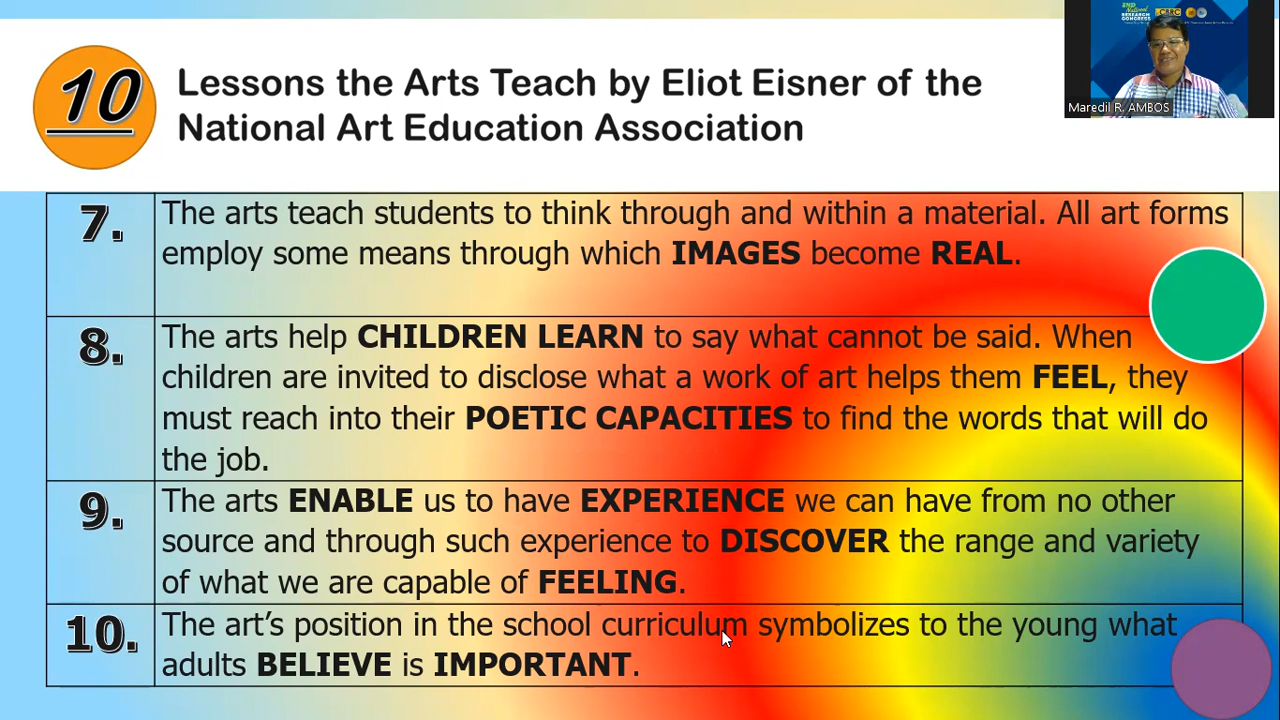 10
Lessons the Arts Teach by Eliot Eisner of the
National Art Education Association
2ND
National
RESEARCH
CONGRESS
CBRC
Maredil R. AMBOS
7.
The arts teach students to think through and within a material. All art forms
employ some means through which IMAGES become REAL.
8.
The arts help CHILDREN LEARN to say what cannot be said. When
children are invited to disclose what a work of art helps them FEEL, they
must reach into their POETIC CAPACITIES to find the words that will do
the job.
9.
The arts ENABLE us to have EXPERIENCE we can have from no other
source and through such experience to DISCOVER the range and variety
of what we are capable of FEELING.
10.
The art’s position in the school curriculum symbolizes to the young what
adults BELIEVE is IMPORTANT.